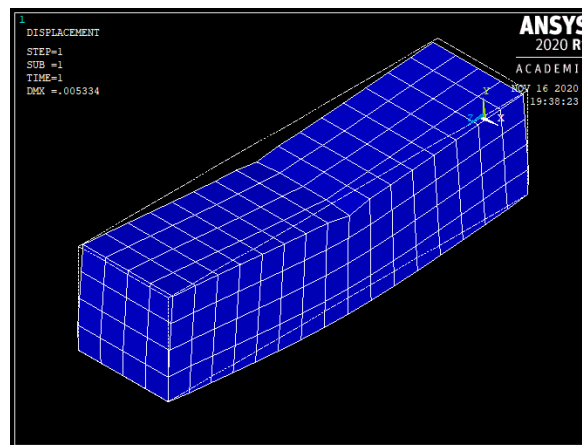 1
DISPLACEMENT
STEP=1
SUB =1
TIME=1
DMX =.005334
ANSYS
2020 R
ACADEMI
NOV 16 2020
19:38:23
Y
Z
X